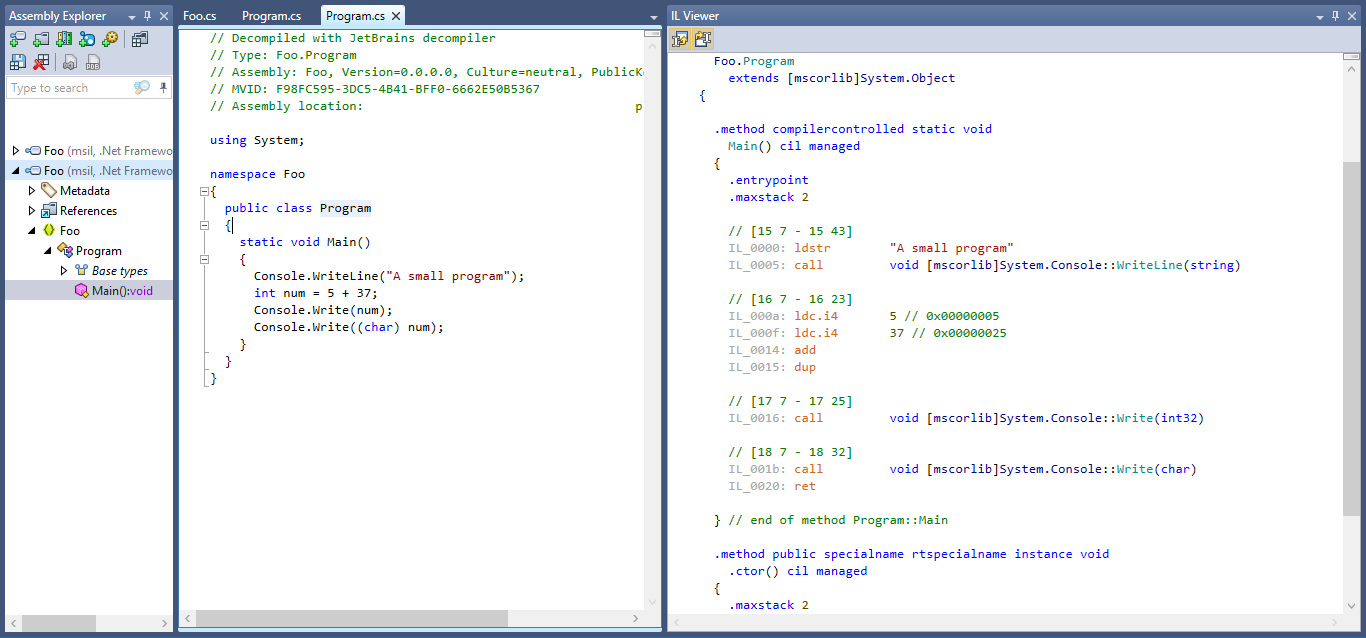 Assembly Explorer
Type to search
Foo (msil, .Net Framewo
Foo (msil, .Net Framewo
Metadata
References
Foo
Program
Base types
Main():void
Foo.cs
Program.cs
Program.cs
// Decompiled with JetBrains decompiler
// Type: Foo.Program
// Assembly: Foo, Version=0.0.0.0, Culture=neutral, PublicK
// MVID: F98FC595-3DC5-4B41-BFF0-6662E50B5367
// Assembly location: p
using System;
namespace Foo
{
public class Program
{
static void Main()
{
Console.WriteLine("A small program");
int num = 5 + 37;
Console.Write(num);
Console.Write((char) num);
}
}
}
IL Viewer
Foo.Program
extends [mscorlib]System.Object
{
.method compilercontrolled static void
Main() cil managed
{
.entrypoint
.maxstack 2
// [15 7 - 15 43]
IL_0000: ldstr "A small program"
IL_0005: call void [mscorlib]System.Console::WriteLine(string)
// [16 7 - 16 23]
IL_000a: ldc.i4 5 // 0x00000005
IL_000f: ldc.i4 37 // 0x00000025
IL_0014: add
IL_0015: dup
// [17 7 - 17 25]
IL_0016: call void [mscorlib]System.Console::Write(int32)
// [18 7 - 18 32]
IL_001b: call void [mscorlib]System.Console::Write(char)
IL_0020: ret
} // end of method Program::Main
.method public specialname rtspecialname instance void
.ctor() cil managed
{
.maxstack 2